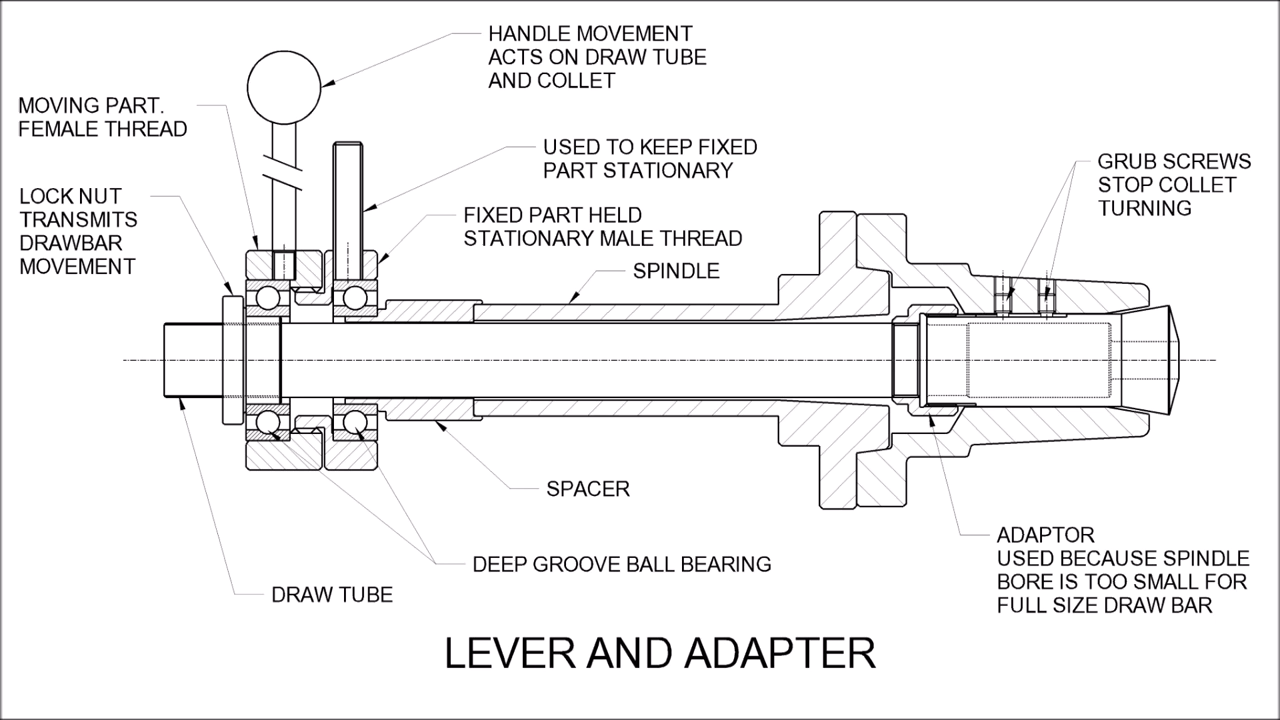 HANDLE MOVEMENT
ACTS ON DRAW TUBE
AND COLLET
MOVING PART.
FEMALE THREAD
USED TO KEEP FIXED
PART STATIONARY
GRUB SCREWS
STOP COLLET
TURNING
LOCK NUT
TRANSMITS
DRAWBAR
MOVEMENT
FIXED PART HELD
STATIONARY MALE THREAD
SPINDLE
SPACER
ADAPTOR
USED BECAUSE SPINDLE
BORE IS TOO SMALL FOR
FULL SIZE DRAW BAR
DEEP GROOVE BALL BEARING
DRAW TUBE
LEVER AND ADAPTER